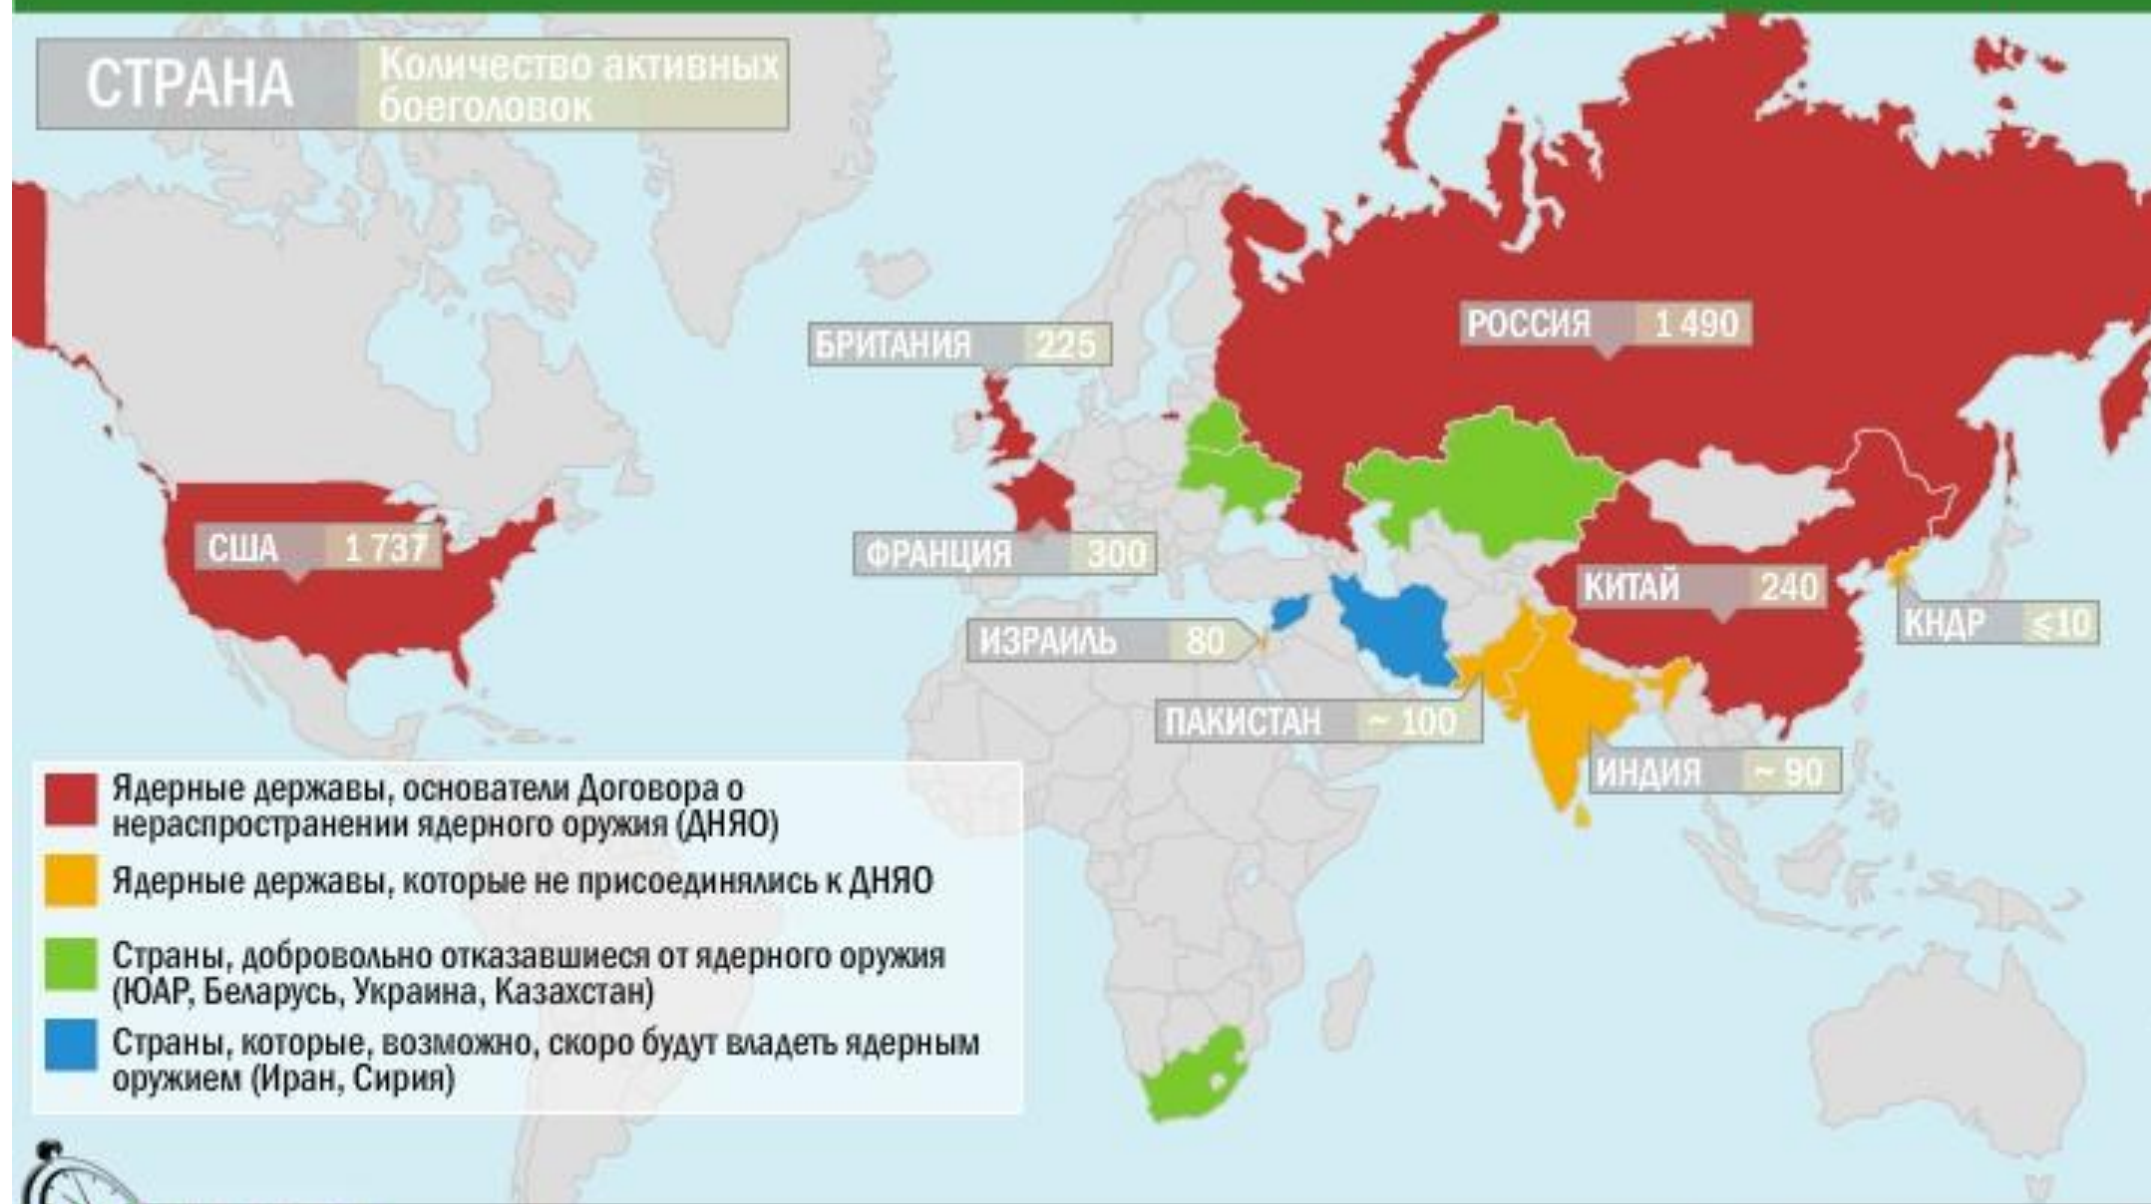 СТРАНА
Количество активных
боеголовок
БРИТАНИЯ 225
РОССИЯ 1 490
США 1 737
ФРАНЦИЯ 300
КИТАЙ 240
КНДР ⩽10
ИЗРАИЛЬ 80
ПАКИСТАН ~ 100
ИНДИЯ ~ 90
Ядерные державы, основатели Договора о
нераспространении ядерного оружия (ДНЯО)
Ядерные державы, которые не присоединялись к ДНЯО
Страны, добровольно отказавшиеся от ядерного оружия
(ЮАР, Беларусь, Украина, Казахстан)
Страны, которые, возможно, скоро будут владеть ядерным
оружием (Иран, Сирия)